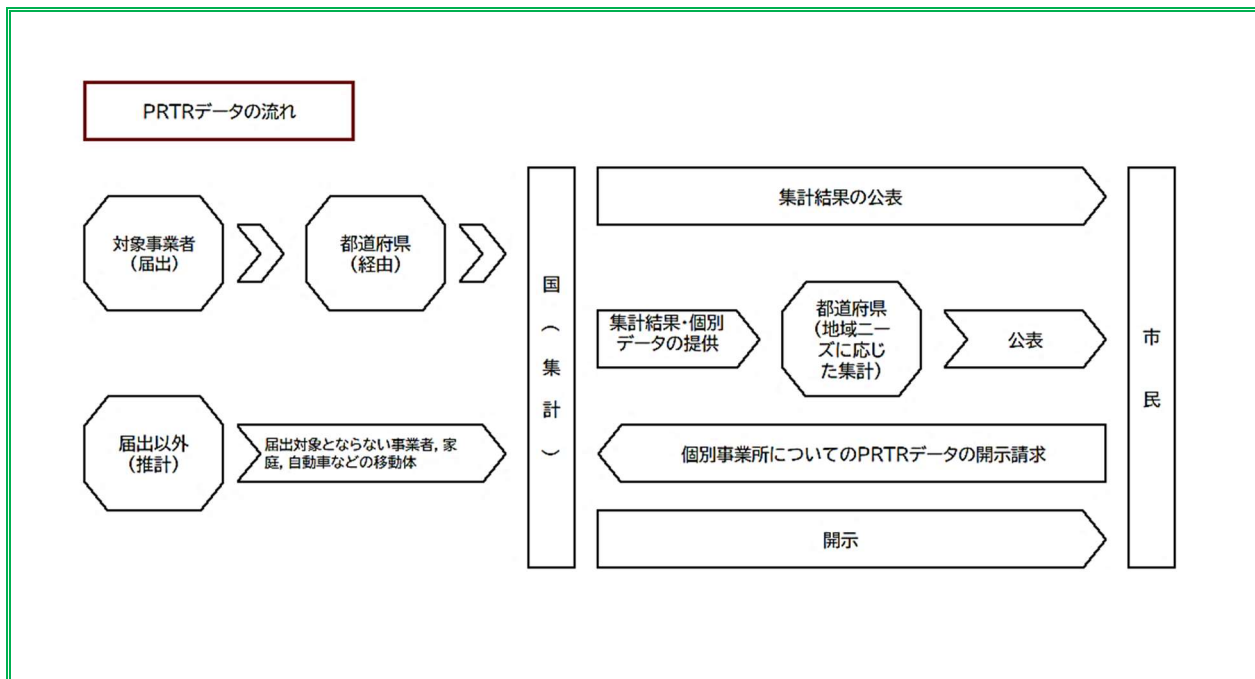 PRTRデータの流れ
対象事業者
(届出)
都道府県
(経由)
国(集計)
集計結果の公表
集計結果・個別
データの提供
都道府県
(地域ニー
ズに応じ
た集計)
公表
市民
届出以外
(推計)
届出対象とならない事業者, 家
庭, 自動車などの移動体
個別事業所についてのPRTRデータの開示請求
開示